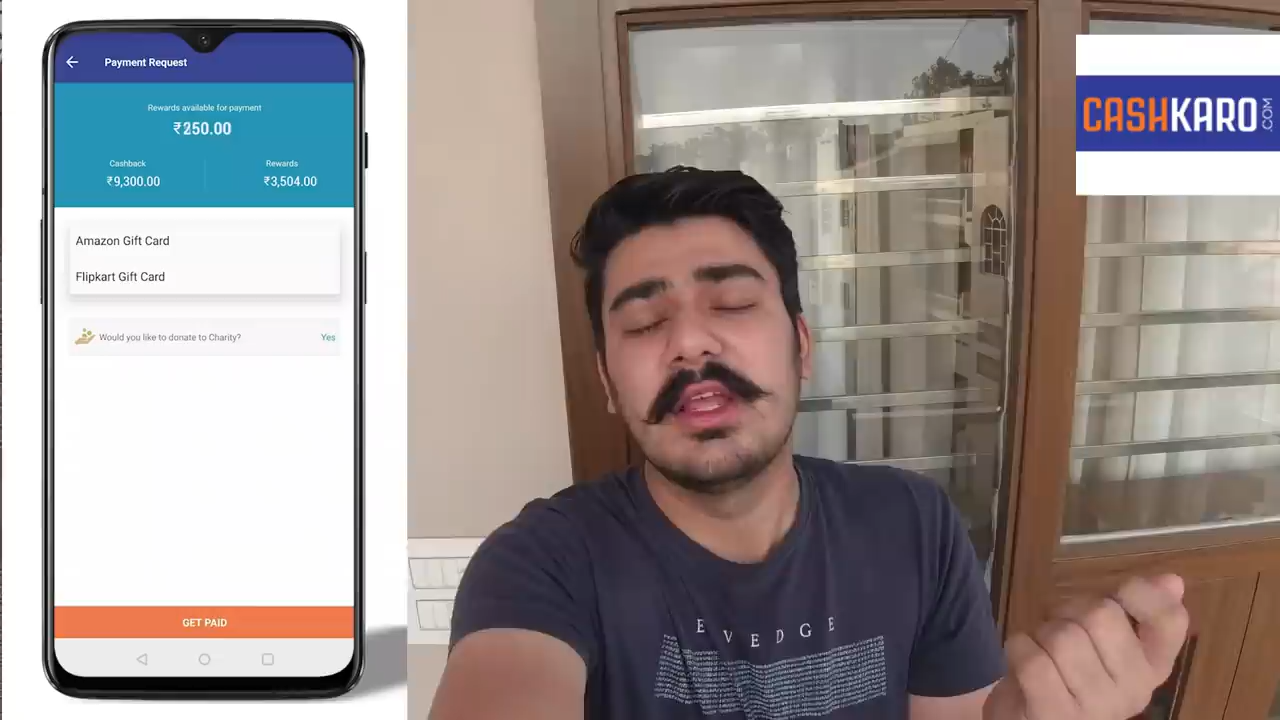 Payment Request
Rewards available for payment
₹250.00
Cashback
Rewards
₹9,300.00
₹3,504.00
Amazon Gift Card
Flipkart Gift Card
Would you like to donate to Charity?
Yes
GET PAID
CASHKARO.COM
E V E D G E